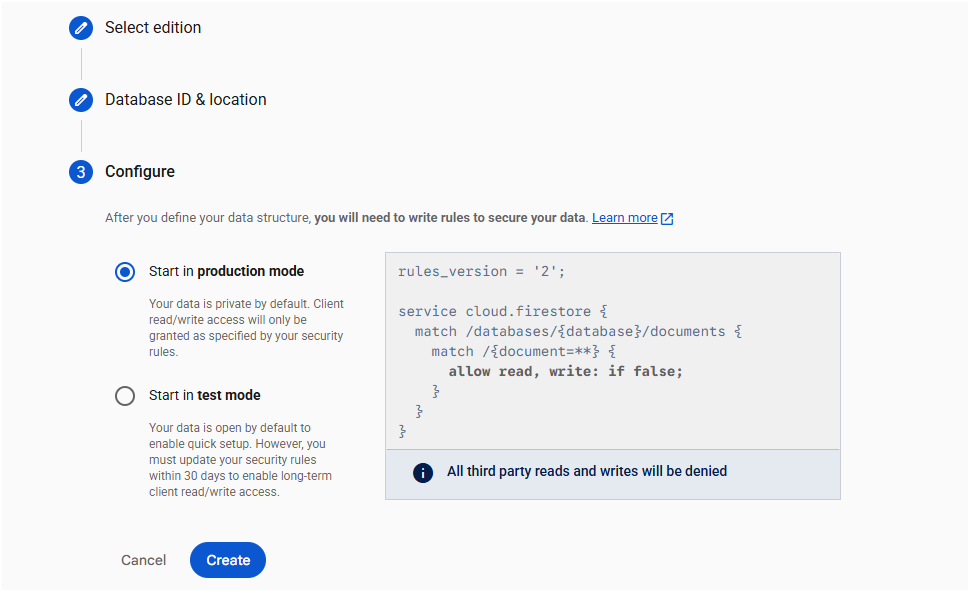 Select edition
Database ID & location
3 Configure
After you define your data structure, you will need to write rules to secure your data. Learn more
Start in production mode
Your data is private by default. Client
read/write access will only be
granted as specified by your security
rules.
Start in test mode
Your data is open by default to
enable quick setup. However, you
must update your security rules
within 30 days to enable long-term
client read/write access.
rules_version = '2';
service cloud.firestore {
match /databases/{database}/documents {
match /{document=**} {
allow read, write: if false;
}
}
}
All third party reads and writes will be denied
Cancel Create